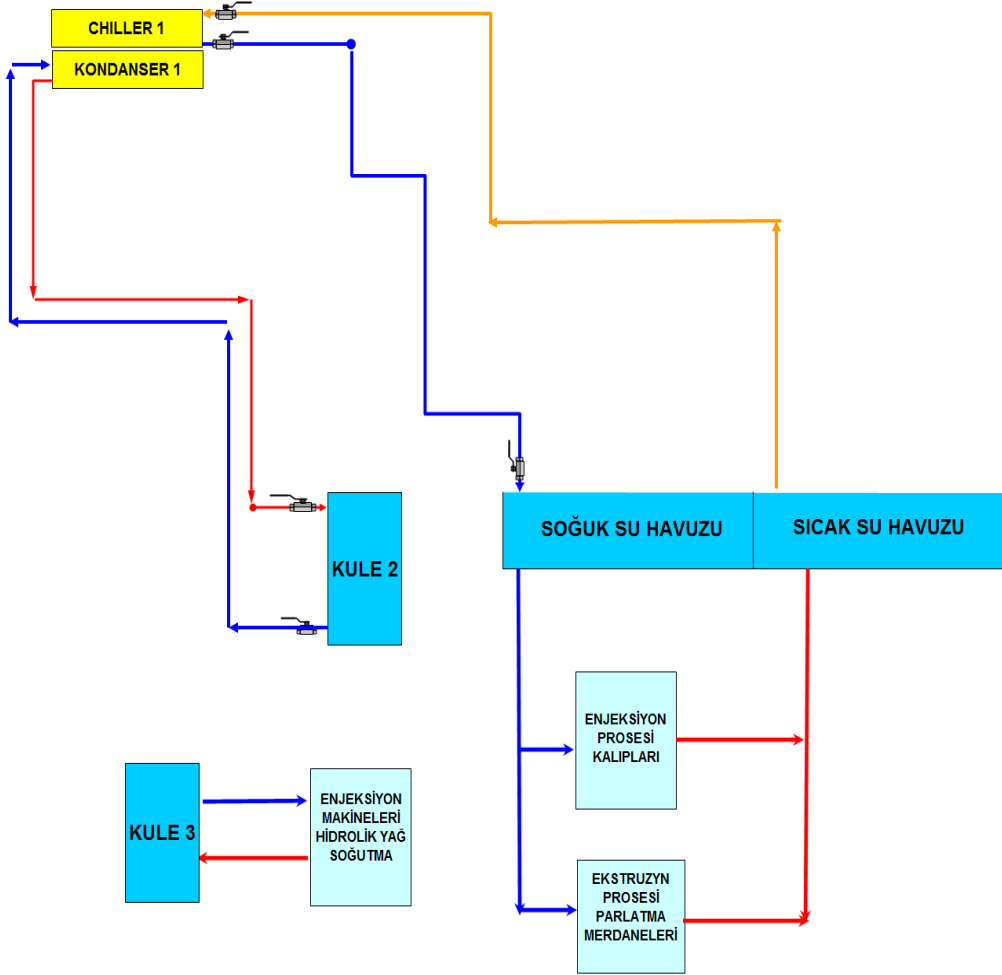 CHILLER 1
KONDANSER 1
SOĞUK SU HAVUZU
SICAK SU HAVUZU
KULE 2
ENJEKSİYON
PROSESİ
KALIPLARI
KULE 3
ENJEKSİYON
MAKİNELERİ
HİDROLİK YAĞ
SOĞUTMA
EKSTRUZYN
PROSESİ
PARLATMA
MERDANELERİ